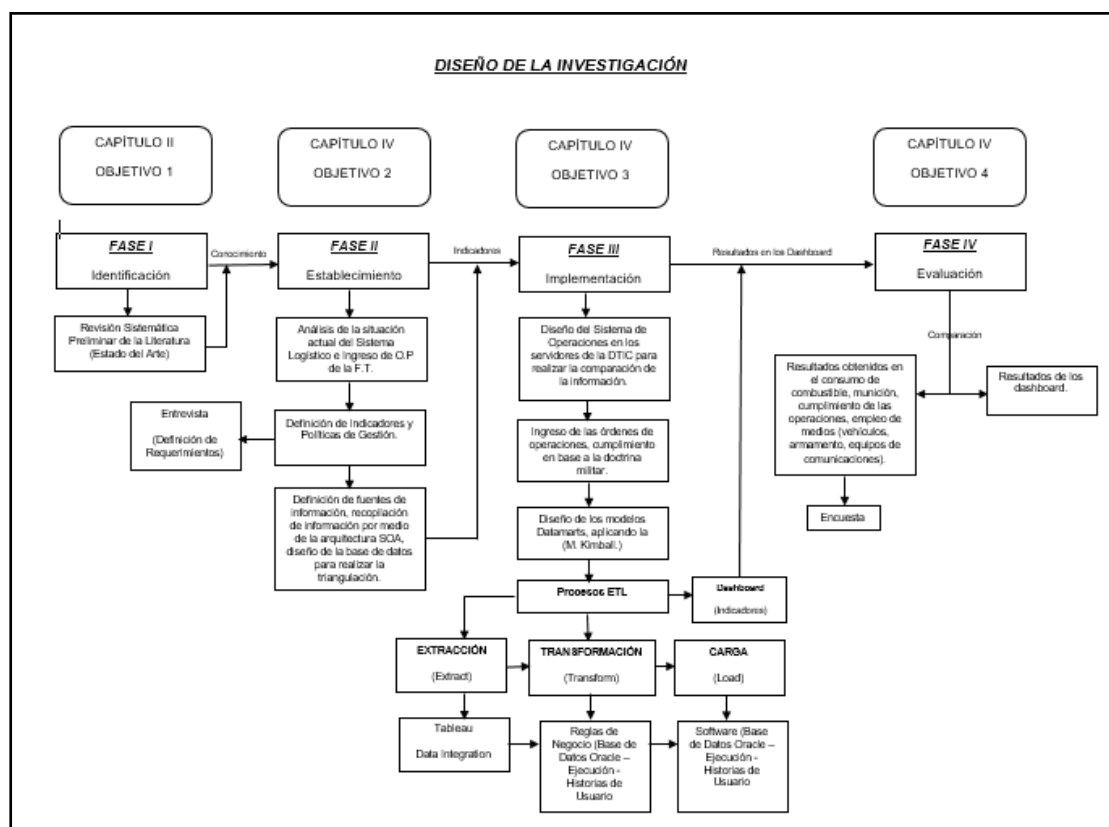 DISEÑO DE LA INVESTIGACIÓN
CAPÍTULO II
OBJETIVO 1
CAPÍTULO IV
OBJETIVO 2
CAPÍTULO IV
OBJETIVO 3
CAPÍTULO IV
OBJETIVO 4
FASE I
Identificación
Conocimiento
FASE II
Establecimiento
Indicadores
FASE III
Implementación
Resultados en los Dashboard
FASE IV
Evaluación
Revisión Sistemática
Preliminar de la Literatura
(Estado del Arte)
Análisis de la situación
actual del Sistema
Logístico e Ingreso de O.P
de la F.T.
Diseño del Sistema de
Operaciones en los
servidores de la DTIC para
realizar la comparación de
la información.
Comparación
Resultados obtenidos en
el consumo de
combustible, munición,
cumplimiento de las
operaciones, empleo de
medios (vehículos,
armamento, equipos de
comunicaciones).
Resultados de los
dashboard.
Entrevista
(Definición de
Requerimientos)
Definición de Indicadores y
Políticas de Gestión.
Ingreso de las órdenes de
operaciones, cumplimiento
en base a la doctrina
militar.
Definición de fuentes de
información, recopilación
de información por medio
de la arquitectura SOA,
diseño de la base de datos
para realizar la
triangulación.
Diseño de los modelos
Datamarts, aplicando la
(M. Kimball.)
Encuesta
Procesos ETL
Dashboard
(Indicadores)
EXTRACCIÓN
(Extract)
TRANSFORMACIÓN
(Transform)
CARGA
(Load)
Tableau
Data Integration
Reglas de
Negocio (Base de
Datos Oracle –
Ejecución -
Historias de
Usuario
Software (Base
de Datos Oracle –
Ejecución -
Historias de
Usuario